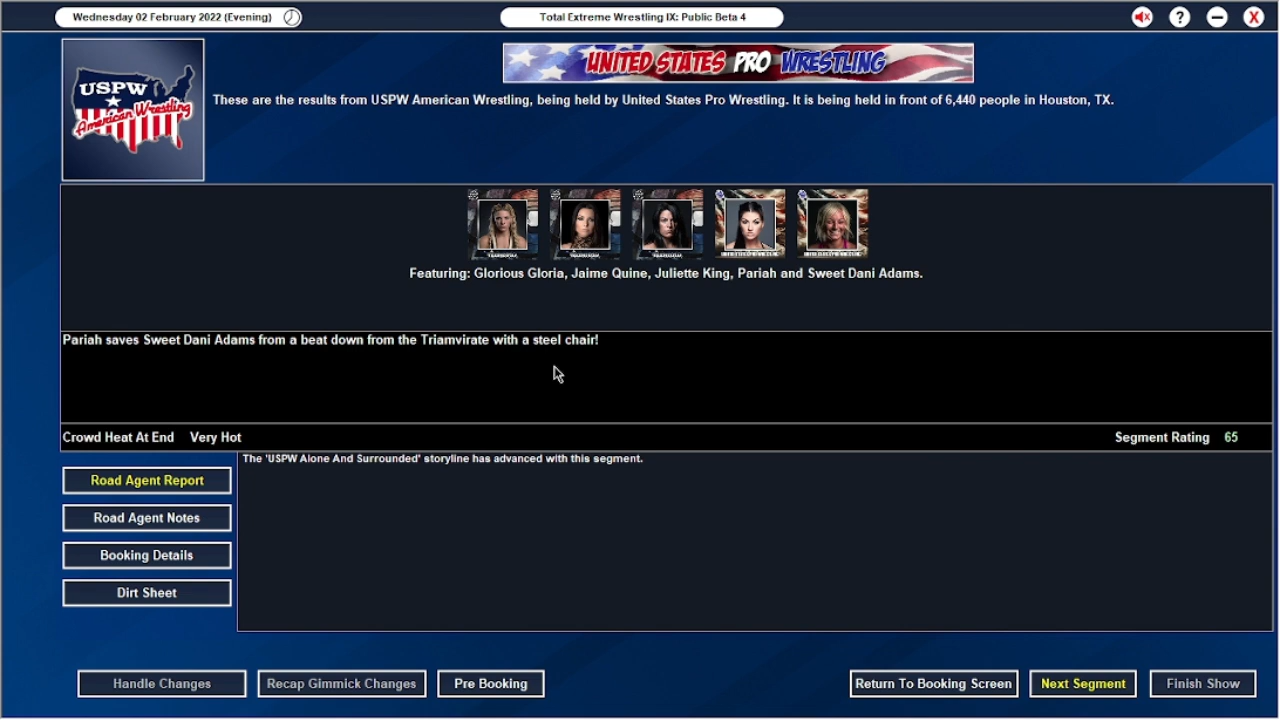 Wednesday 02 February 2022 (Evening)
Total Extreme Wrestling IX: Public Beta 4
?
X
USPW
American Wrestling
UNITED STATES PRO WRESTLING
These are the results from USPW American Wrestling, being held by United States Pro Wrestling. It is being held in front of 6,440 people in Houston, TX.
Featuring: Glorious Gloria, Jaime Quine, Juliette King, Pariah and Sweet Dani Adams.
Pariah saves Sweet Dani Adams from a beat down from the Triamvirate with a steel chair!
Crowd Heat At End Very Hot
Segment Rating 65
The 'USPW Alone And Surrounded' storyline has advanced with this segment.
Road Agent Report
Road Agent Notes
Booking Details
Dirt Sheet
Handle Changes
Recap Gimmick Changes
Pre Booking
Return To Booking Screen
Next Segment
Finish Show